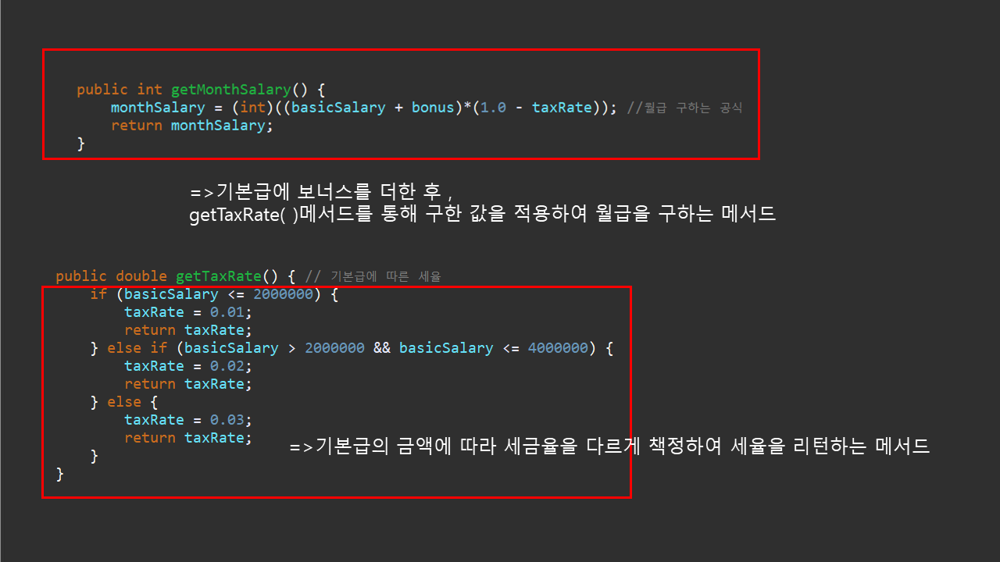 public int getMonthSalary() {
monthSalary = (int)((basicSalary + bonus)*(1.0 - taxRate)); //월급 구하는 공식
return monthSalary;
}
=>기본급에 보너스를 더한 후 ,
getTaxRate( )메서드를 통해 구한 값을 적용하여 월급을 구하는 메서드
public double getTaxRate() { // 기본급에 따른 세율
if (basicSalary <= 2000000) {
taxRate = 0.01;
return taxRate;
} else if (basicSalary > 2000000 && basicSalary <= 4000000) {
taxRate = 0.02;
return taxRate;
} else {
taxRate = 0.03;
return taxRate;
=>기본급의 금액에 따라 세금율을 다르게 책정하여 세율을 리턴하는 메서드
}
}